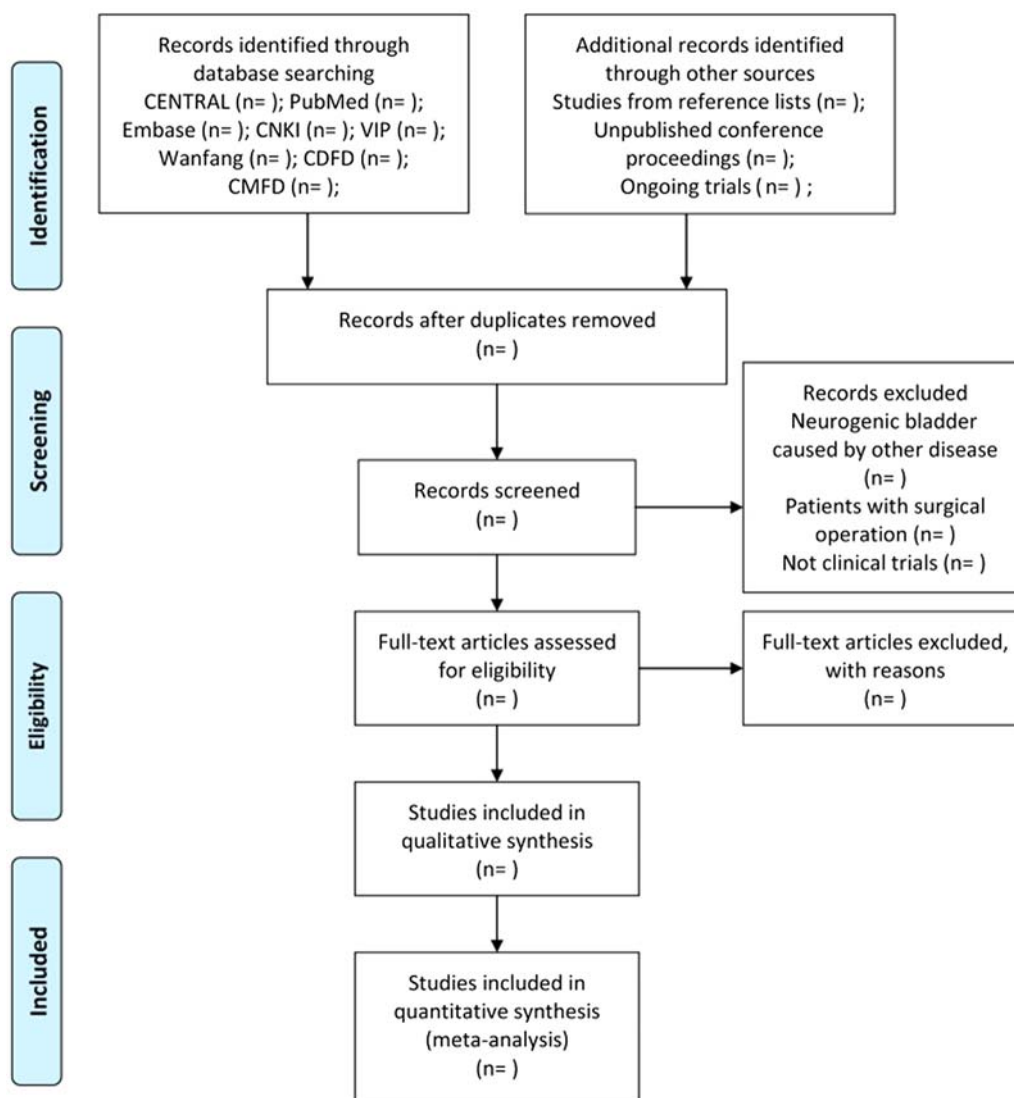 Identification
Records identified through
database searching
CENTRAL (n= ); PubMed (n= );
Embase (n= ); CNKI (n= ); VIP (n= );
Wanfang (n= ); CDFD (n= );
CMFD (n= );
Additional records identified
through other sources
Studies from reference lists (n= );
Unpublished conference
proceedings (n= );
Ongoing trials ( n= ) ;
Records after duplicates removed
(n= )
Screening
Records screened
(n= )
Records excluded
Neurogenic bladder
caused by other disease
(n= )
Patients with surgical
operation (n= )
Not clinical trials (n= )
Eligibility
Full-text articles assessed
for eligibility
(n= )
Full-text articles excluded,
with reasons
(n= )
Studies included in
qualitative synthesis
(n= )
Included
Studies included in
quantitative synthesis
(meta-analysis)
(n= )